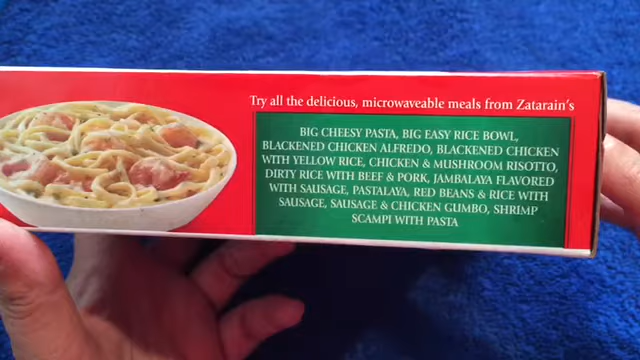 Try all the delicious, microwaveable meals from Zatarain's
BIG CHEESY PASTA, BIG EASY RICE BOWL,
BLACKENED CHICKEN ALFREDO, BLACKENED CHICKEN
WITH YELLOW RICE, CHICKEN & MUSHROOM RISOTTO,
DIRTY RICE WITH BEEF & PORK, JAMBALAYA FLAVORED
WITH SAUSAGE, PASTALAYA, RED BEANS & RICE WITH
SAUSAGE, SAUSAGE & CHICKEN GUMBO, SHRIMP
SCAMPI WITH PASTA